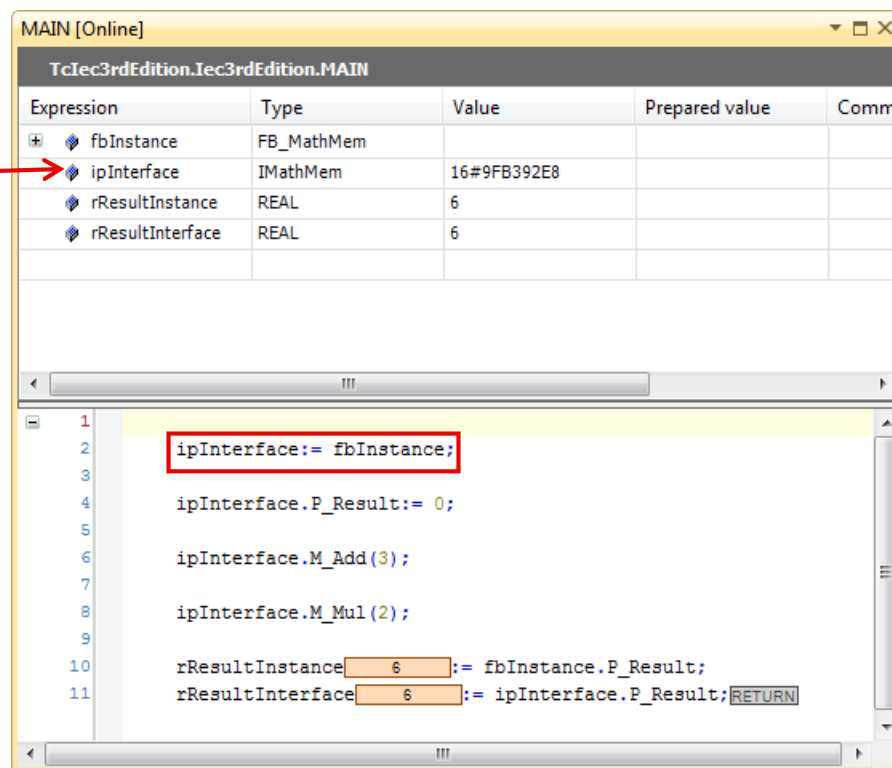 MAIN [Online]
TcIec3rdEdition.Iec3rdEdition.MAIN
Expression Type Value Prepared value Comm
fbInstance FB_MathMem
ipInterface IMathMem 16#9FB392E8
rResultInstance REAL 6
rResultInterface REAL 6
1
2 ipInterface:= fbInstance;
3
4 ipInterface.P_Result:= 0;
5
6 ipInterface.M_Add(3);
7
8 ipInterface.M_Mul(2);
9
10 rResultInstance 6 := fbInstance.P_Result;
11 rResultInterface 6 := ipInterface.P_Result; RETURN